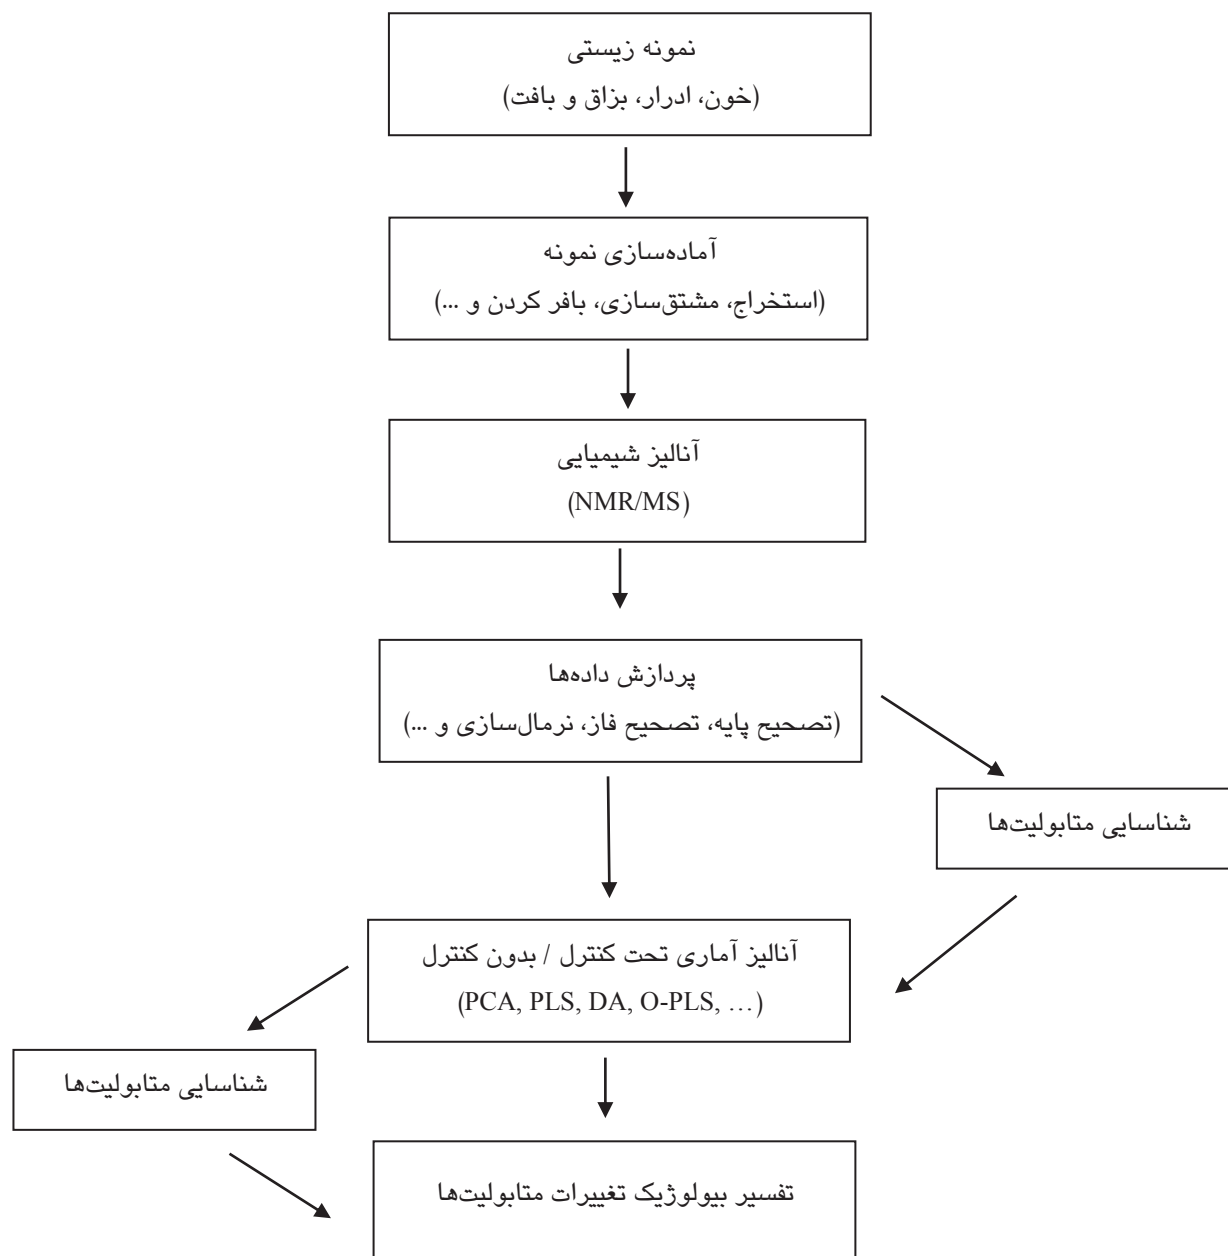 نمونه زیستی
(خون، ادرار، بزاق و بافت)
آماده‌سازی نمونه
(استخراج، مشتق‌سازی، بافر کردن و ...)
آنالیز شیمیایی
(NMR/MS)
پردازش داده‌ها
(تصحیح پایه، تصحیح فاز، نرمال‌سازی و ...)
شناسایی متابولیت‌ها
آنالیز آماری تحت کنترل / بدون کنترل
(PCA, PLS, DA, O-PLS, …)
شناسایی متابولیت‌ها
تفسیر بیولوژیک تغییرات متابولیت‌ها